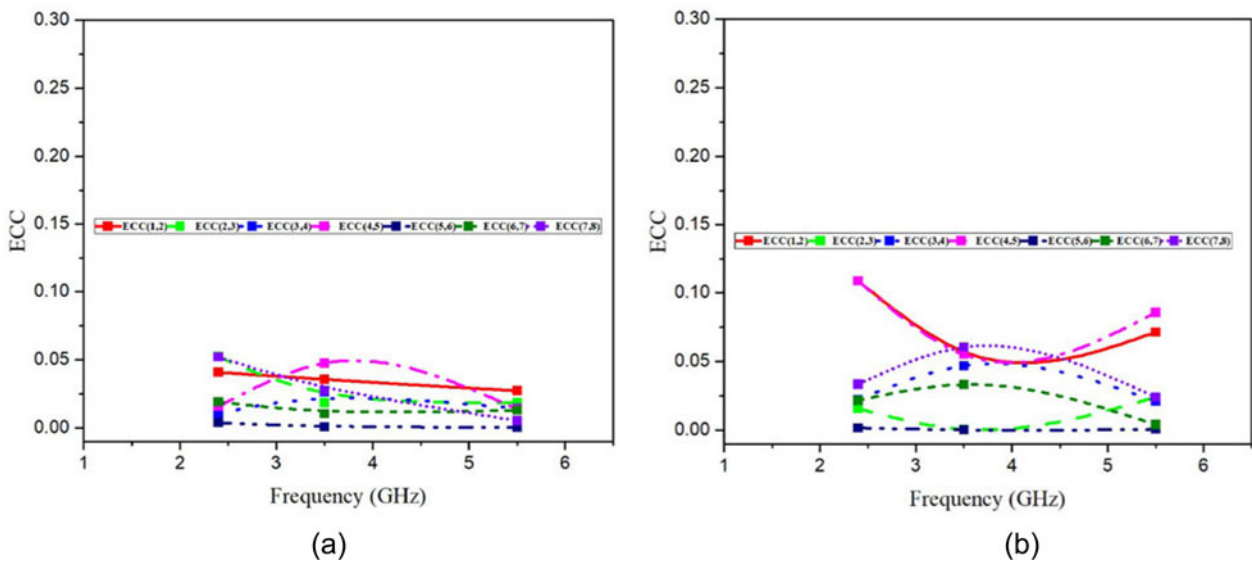 0.30
0.25
0.20
0.15
0.10
0.05
0.00
ECC
ECC(1,2) ECC(2,3) ECC(3,4) ECC(4,5) ECC(5,6) ECC(6,7) ECC(7,8)
1 2 3 4 5 6
Frequency (GHz)
(a)
0.30
0.25
0.20
0.15
0.10
0.05
0.00
ECC
ECC(1,2) ECC(2,3) ECC(3,4) ECC(4,5) ECC(5,6) ECC(6,7) ECC(7,8)
1 2 3 4 5 6
Frequency (GHz)
(b)